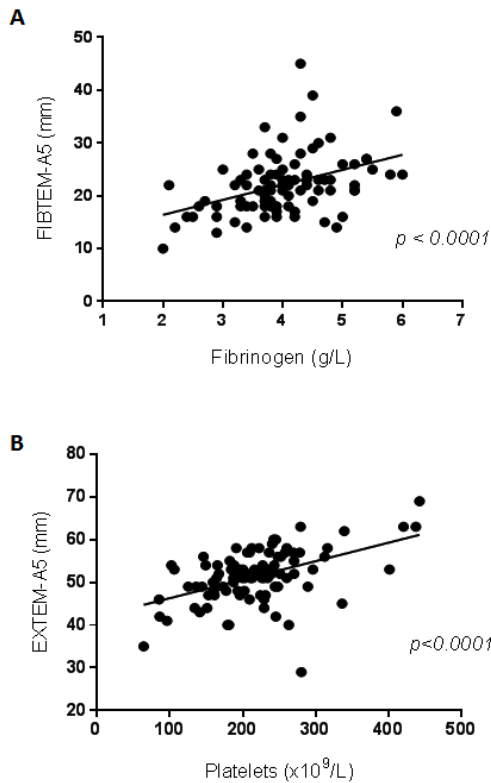 A
FIBTEM-A5 (mm)
50
40
30
20
10
0
p < 0.0001
1 2 3 4 5 6 7
Fibrinogen (g/L)
B
EXTEM-A5 (mm)
80
70
60
50
40
30
20
p<0.0001
0 100 200 300 400 500
Platelets (x10⁹/L)